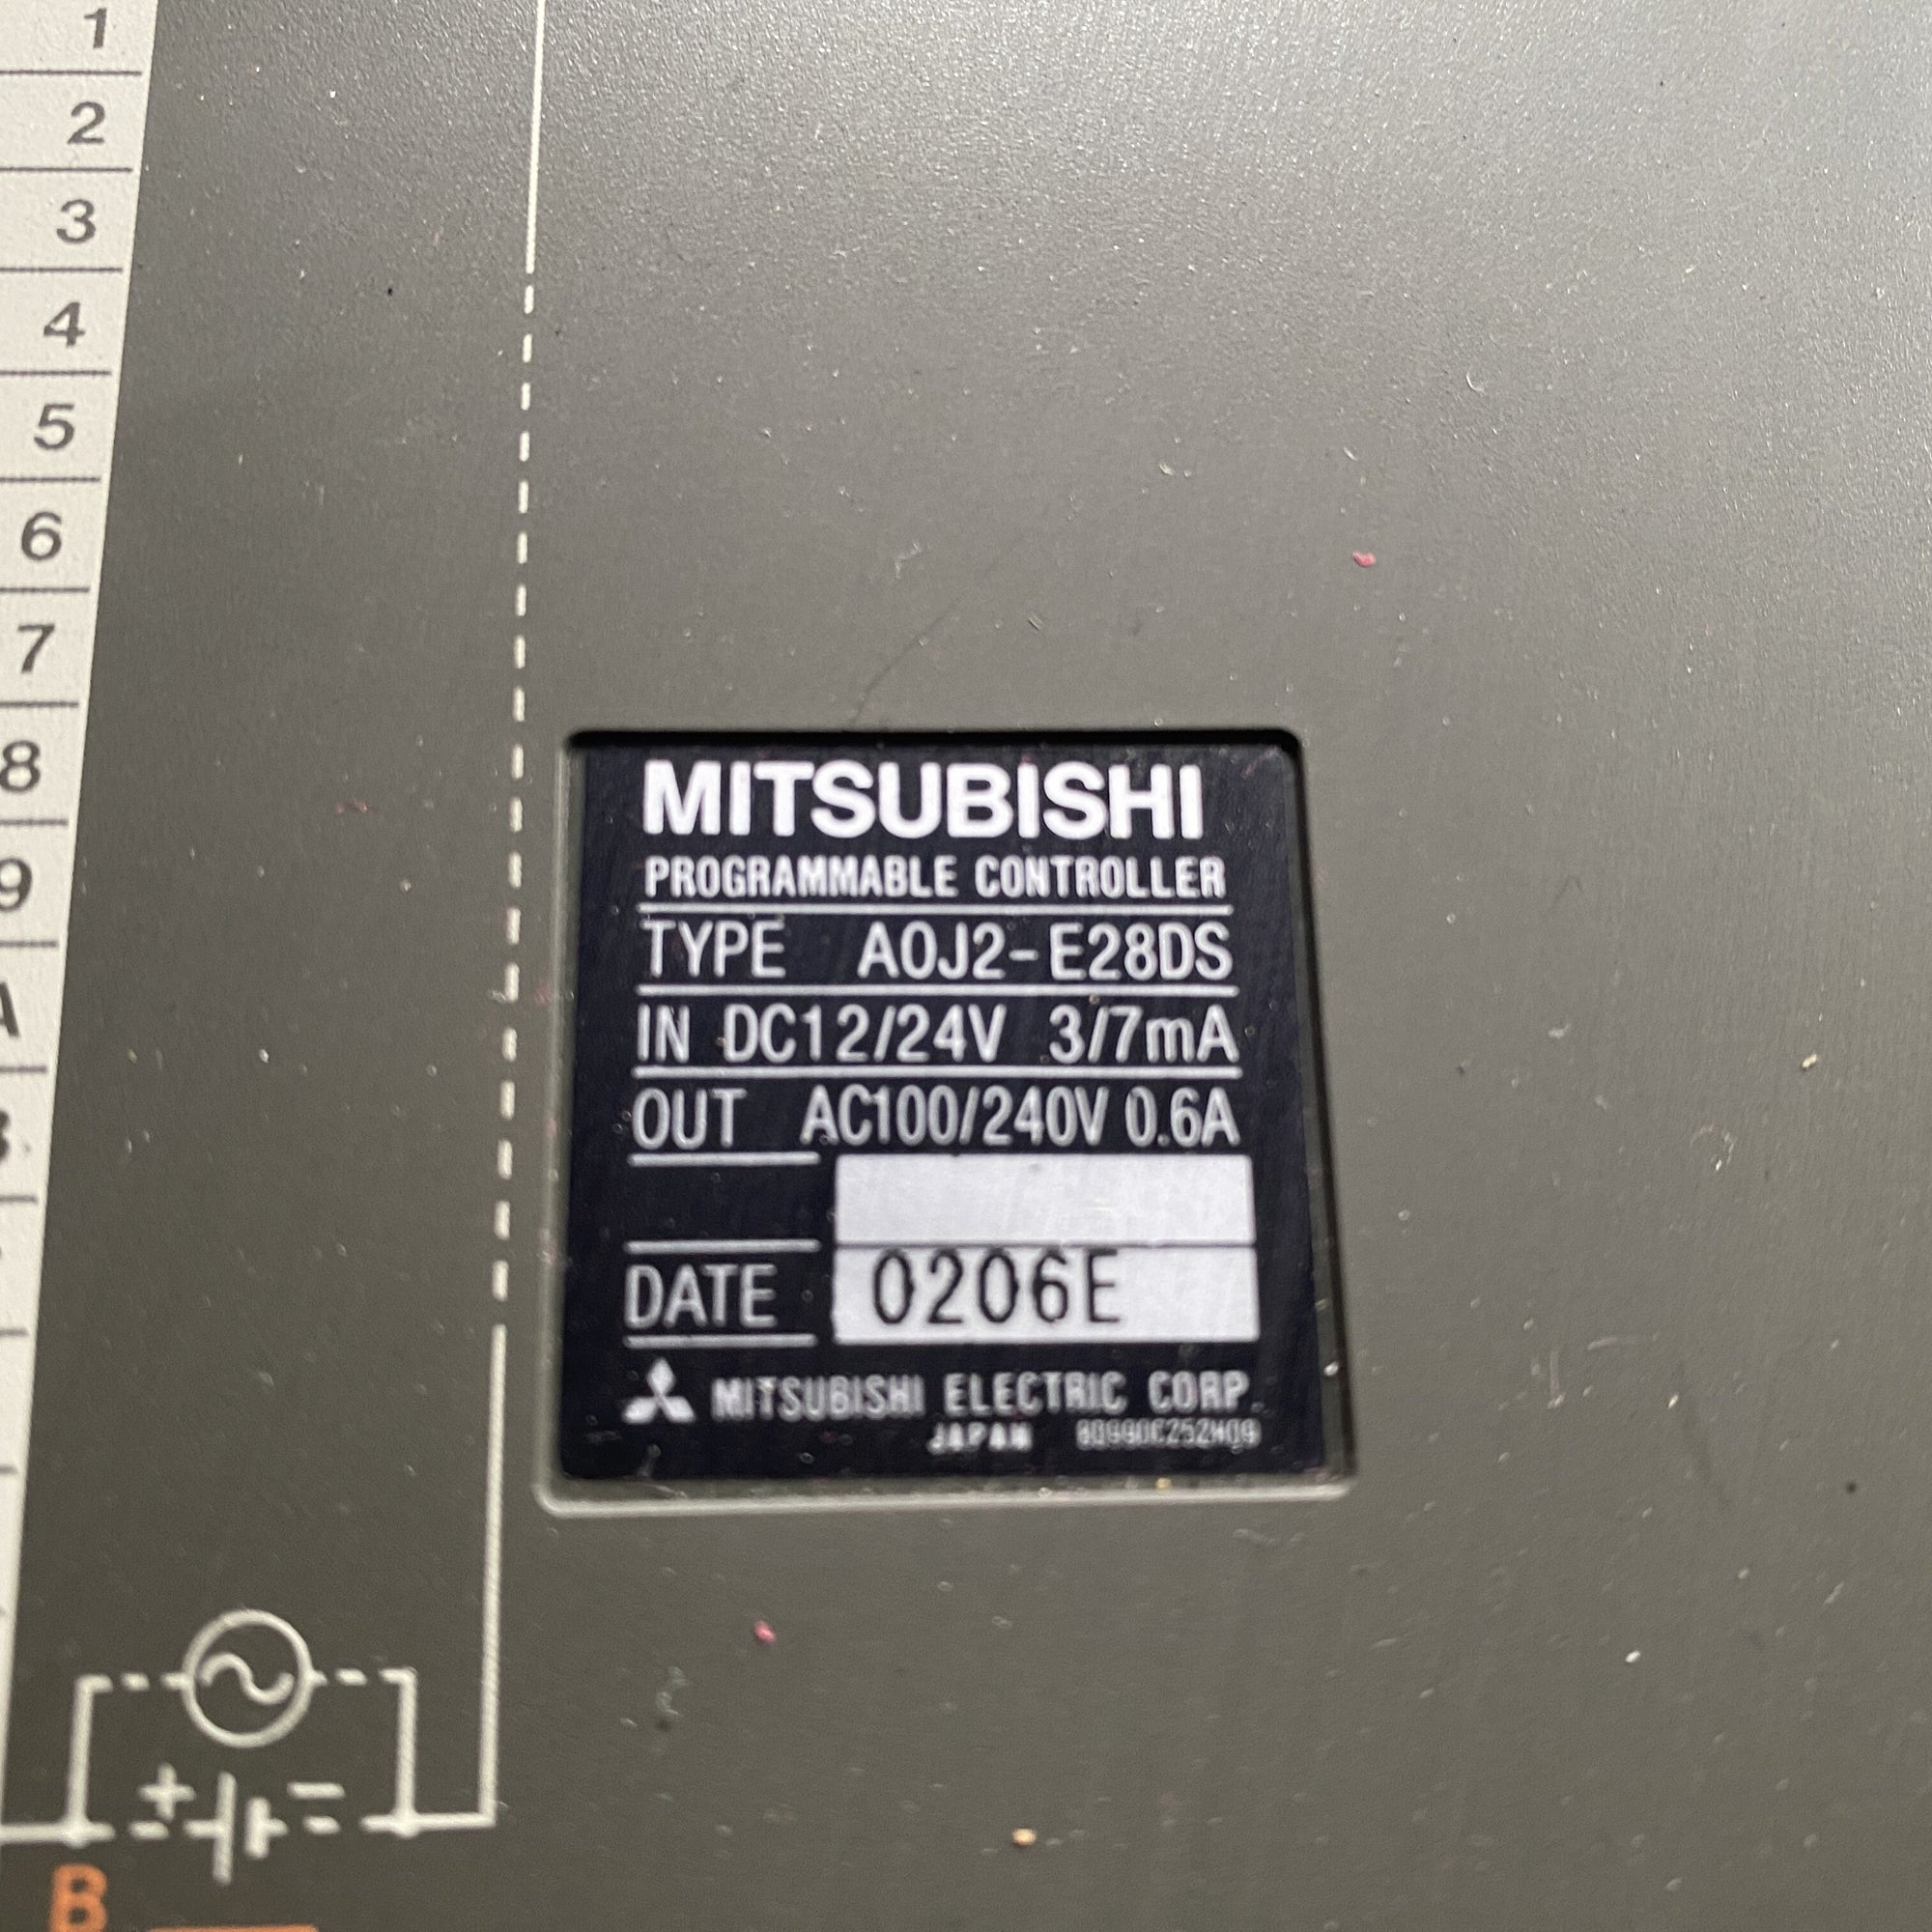 1
2
3
4
5
6
7
8
9
A
MITSUBISHI
PROGRAMMABLE CONTROLLER
TYPE A0J2-E28DS
IN DC12/24V 3/7mA
OUT AC100/240V 0.6A
DATE 0206E
MITSUBISHI ELECTRIC CORP.
JAPAN
+ -
B